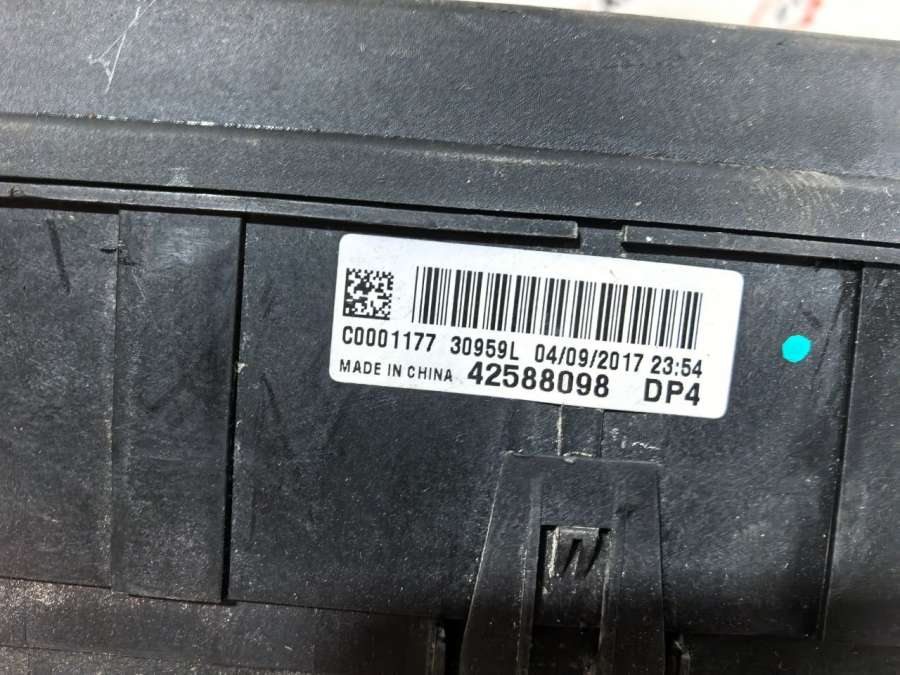 C0001177 30959L 04/09/2017 23:54
MADE IN CHINA 42588098 DP4